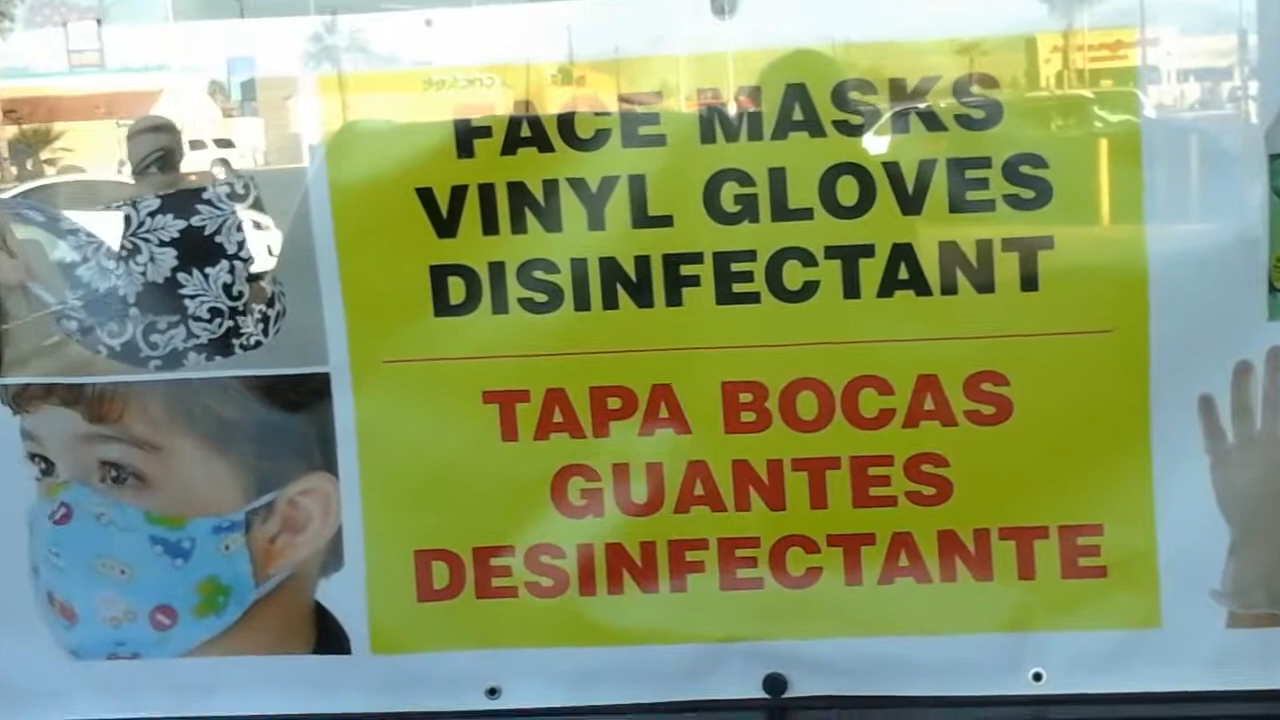 FACE MASKS
VINYL GLOVES
DISINFECTANT
TAPA BOCAS
GUANTES
DESINFECTANTE